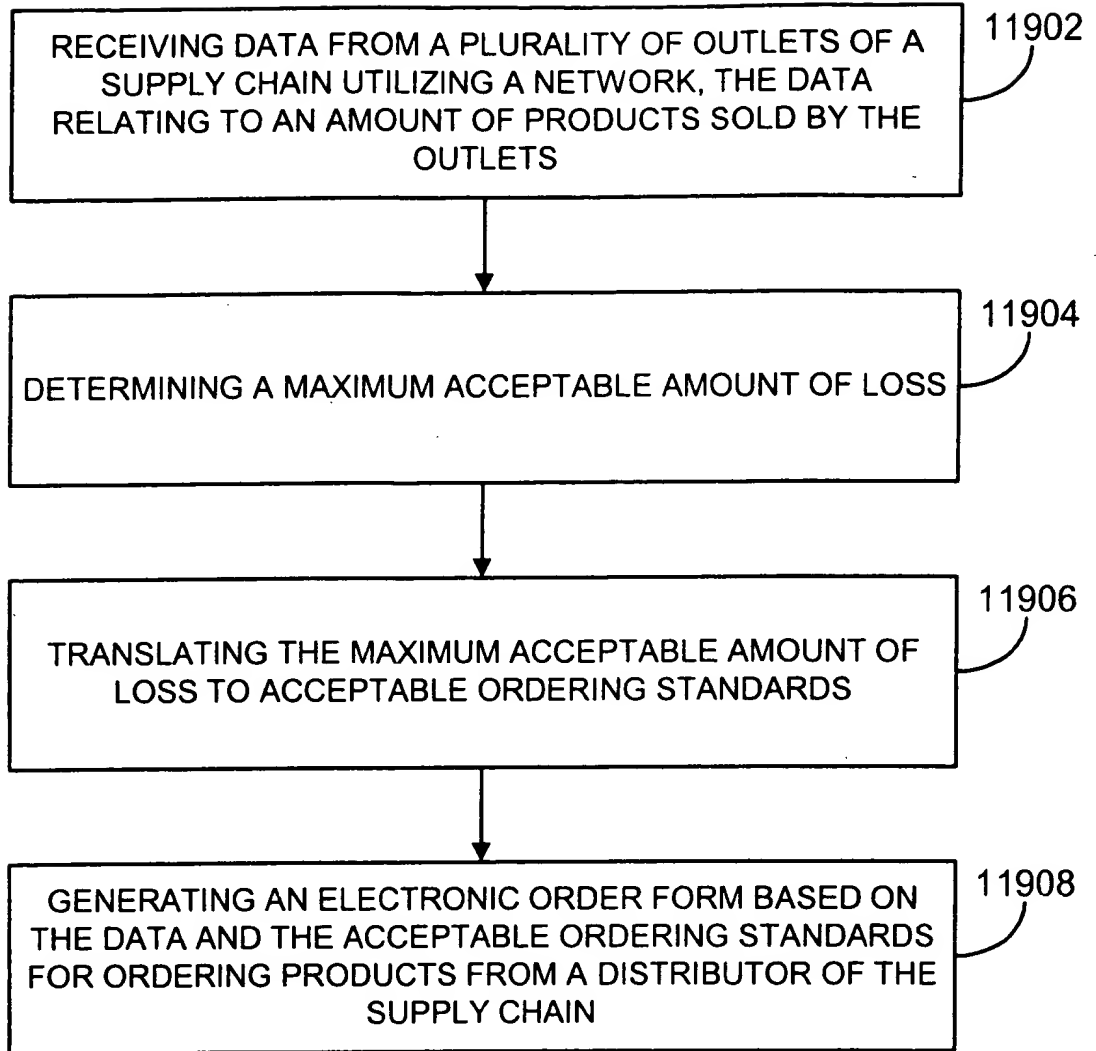 RECEIVING DATA FROM A PLURALITY OF OUTLETS OF A
SUPPLY CHAIN UTILIZING A NETWORK, THE DATA
RELATING TO AN AMOUNT OF PRODUCTS SOLD BY THE
OUTLETS
11902
DETERMINING A MAXIMUM ACCEPTABLE AMOUNT OF LOSS
11904
TRANSLATING THE MAXIMUM ACCEPTABLE AMOUNT OF
LOSS TO ACCEPTABLE ORDERING STANDARDS
11906
GENERATING AN ELECTRONIC ORDER FORM BASED ON
THE DATA AND THE ACCEPTABLE ORDERING STANDARDS
FOR ORDERING PRODUCTS FROM A DISTRIBUTOR OF THE
SUPPLY CHAIN
11908